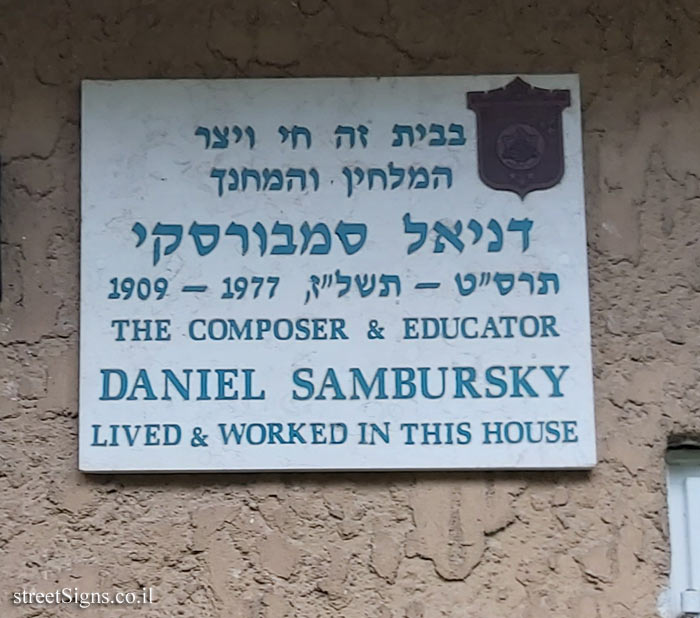 בבית זה חי ויצר
המלחין והמחנך
דניאל סמבורסקי
תרס"ט – תשל"ז, 1977 – 1909
THE COMPOSER & EDUCATOR
DANIEL SAMBURSKY
LIVED & WORKED IN THIS HOUSE
streetSigns.co.il